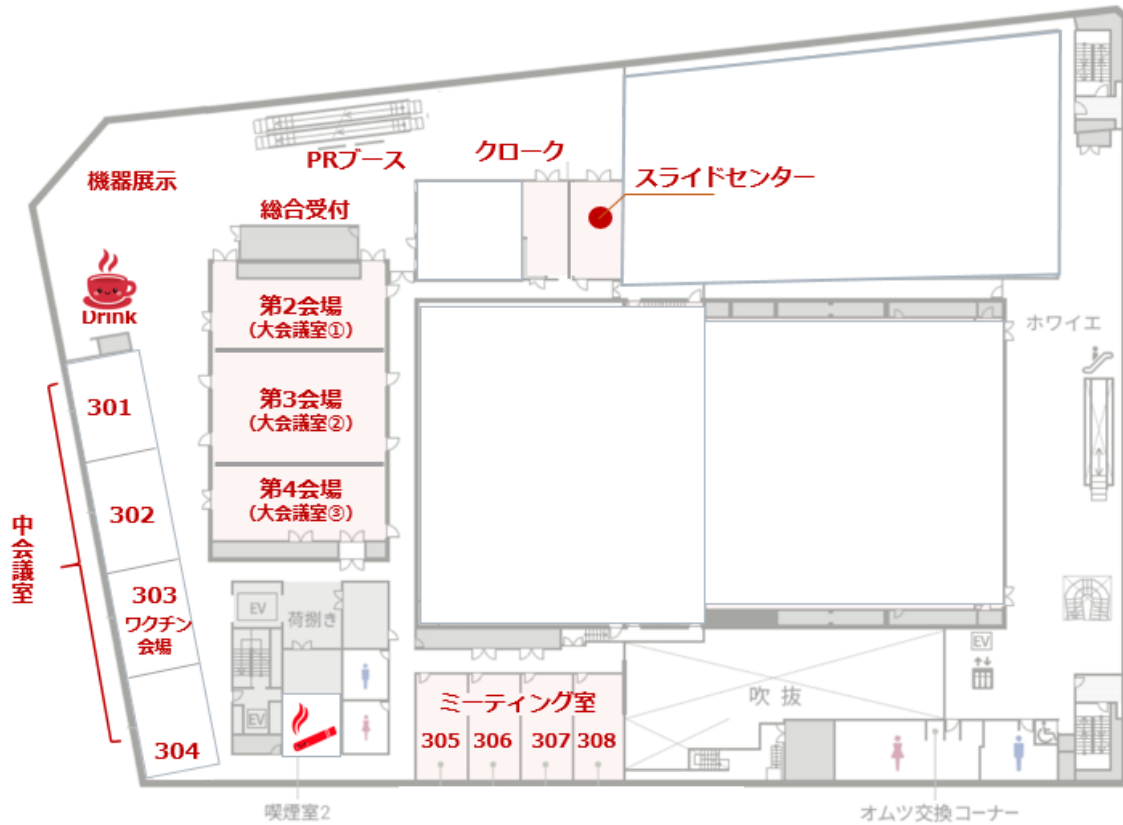 PRブース
クローク
機器展示
スライドセンター
総合受付
Drink
第2会場
(大会議室①)
ホワイエ
第3会場
(大会議室②)
301
302
第4会場
(大会議室③)
中会議室
303
ワクチン
会場
304
EV
荷捌き
EV
EV
吹抜
ミーティング室
305
306
307
308
喫煙室2
オムツ交換コーナー